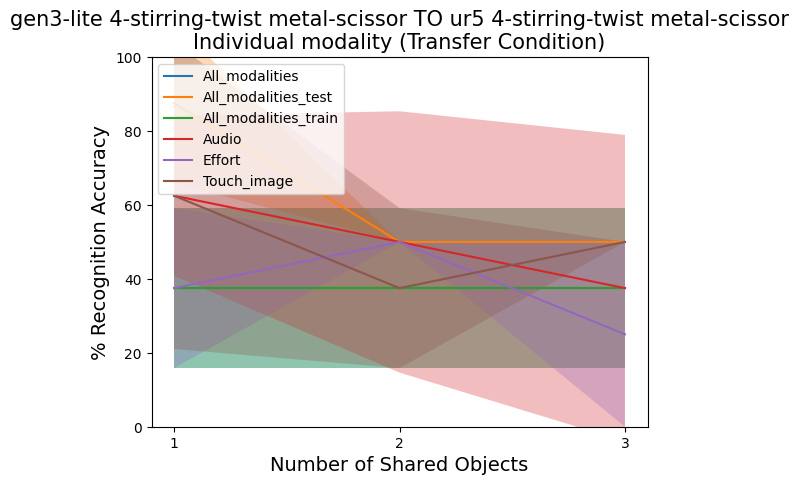 gen3-lite 4-stirring-twist metal-scissor TO ur5 4-stirring-twist metal-scissor
Individual modality (Transfer Condition)
100
80
60
40
20
0
% Recognition Accuracy
All_modalities
All_modalities_test
All_modalities_train
Audio
Effort
Touch_image
1
2
3
Number of Shared Objects